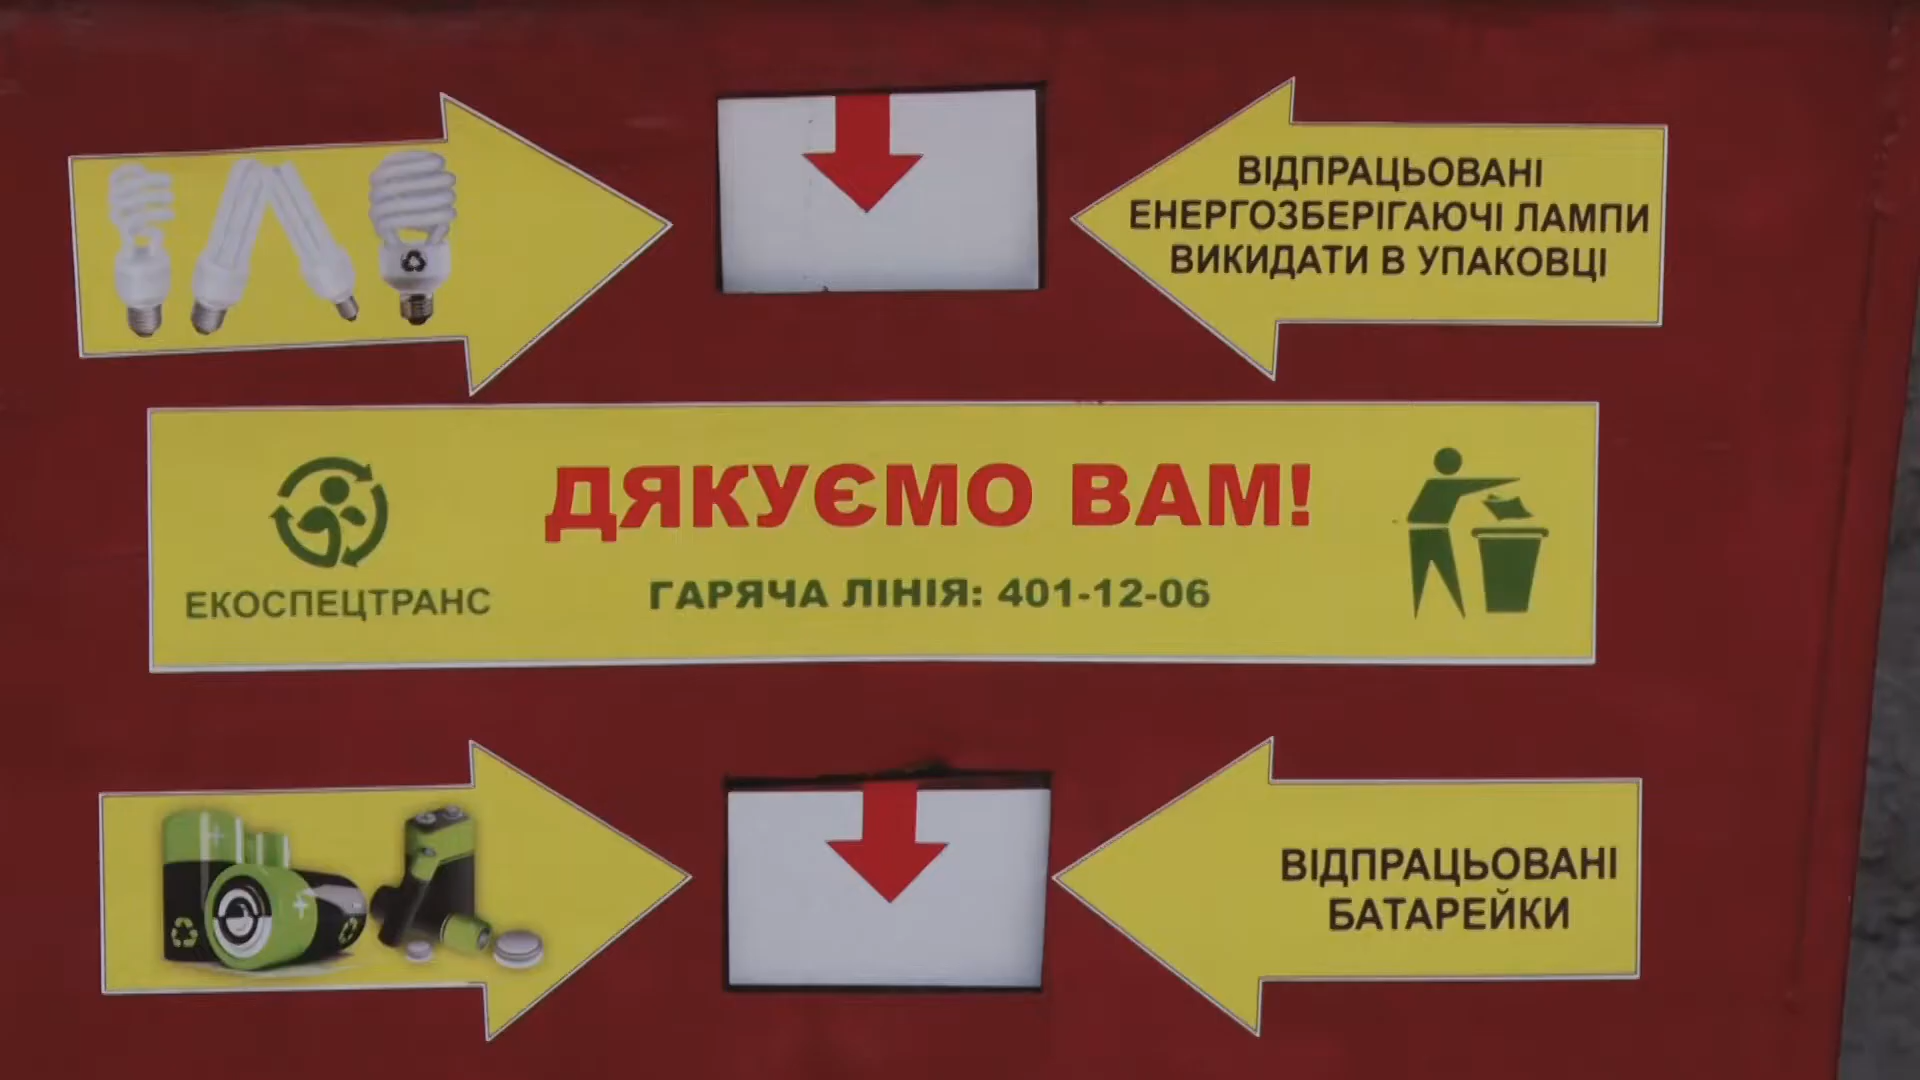 ВІДПРАЦЬОВАНІ
ЕНЕРГОЗБЕРІГАЮЧІ ЛАМПИ
ВИКИДАТИ В УПАКОВЦІ
ДЯКУЄМО ВАМ!
ЕКОСПЕЦТРАНС
ГАРЯЧА ЛІНІЯ: 401-12-06
ВІДПРАЦЬОВАНІ
БАТАРЕЙКИ